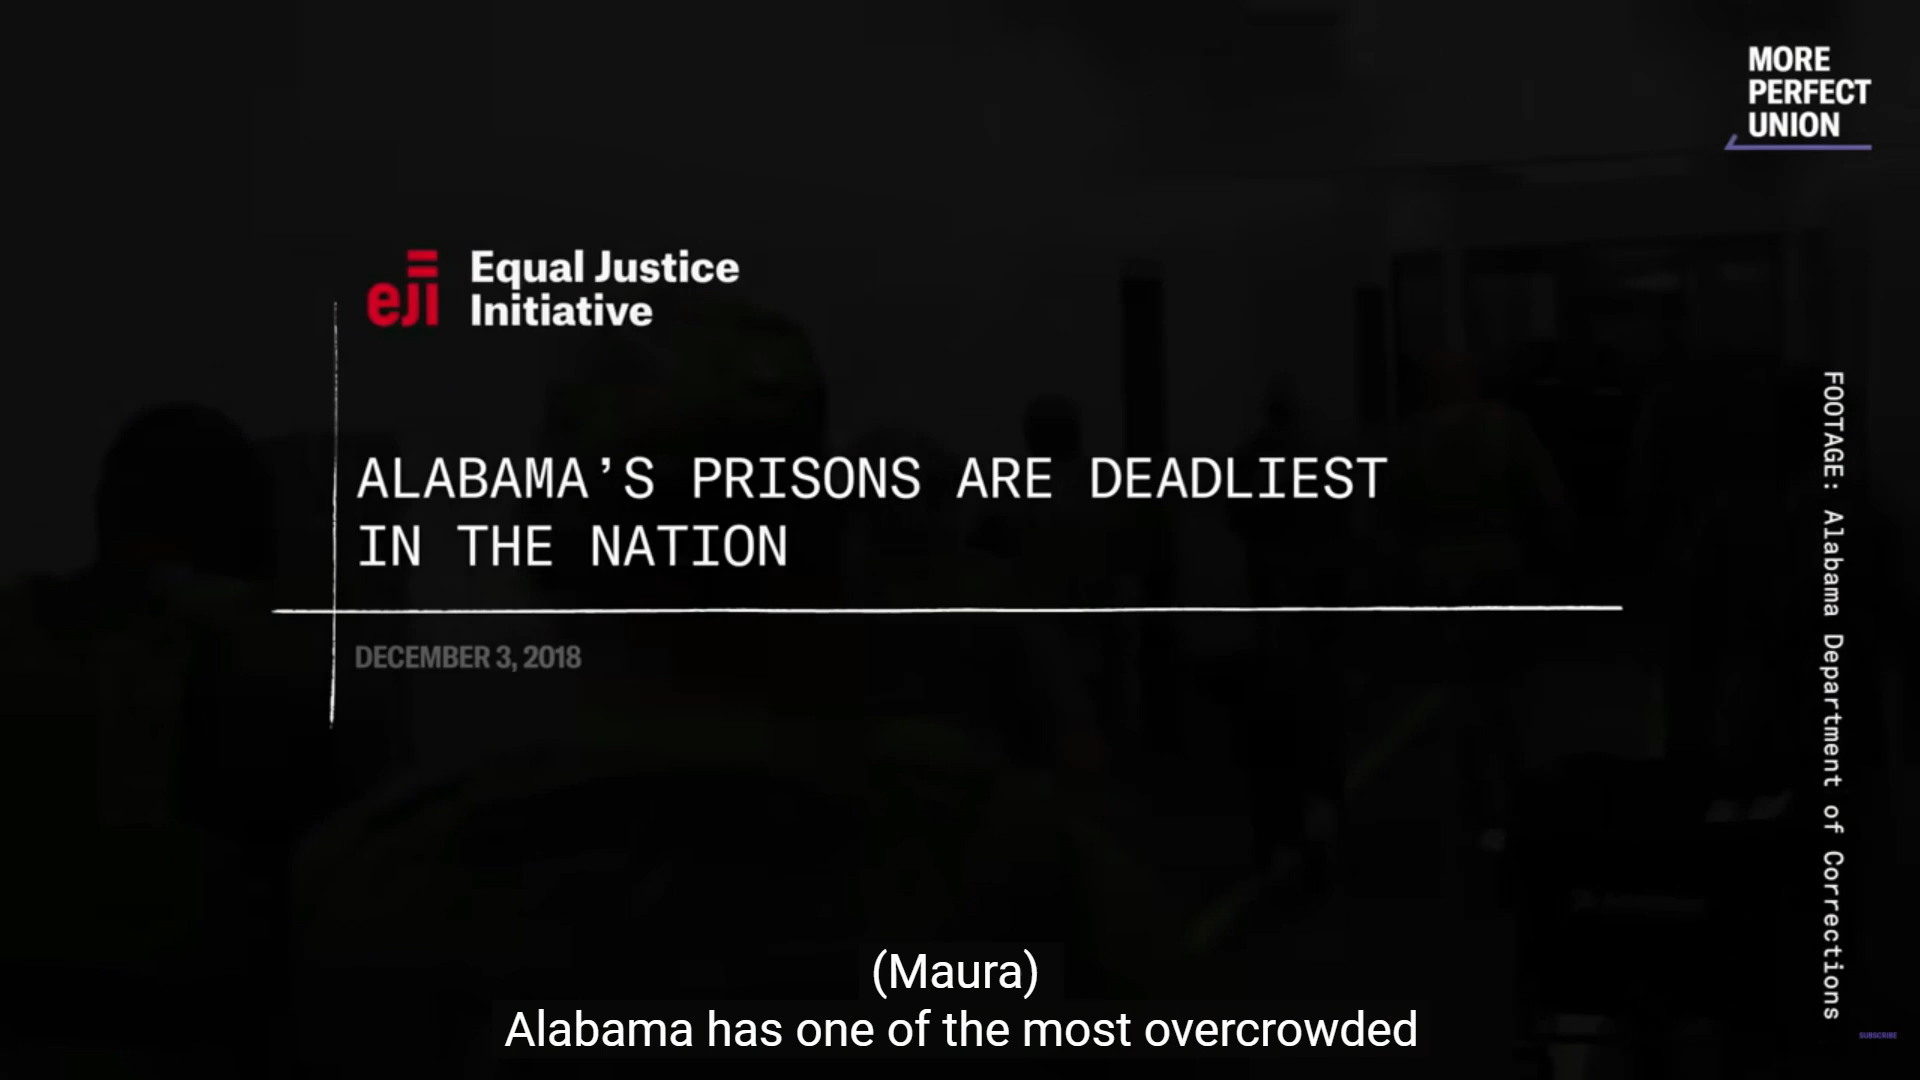 MORE
PERFECT
UNION
eji
Equal Justice
Initiative
ALABAMA’S PRISONS ARE DEADLIEST
IN THE NATION
DECEMBER 3, 2018
FOOTAGE: Alabama Department of Corrections
(Maura)
Alabama has one of the most overcrowded
SUBSCRIBE